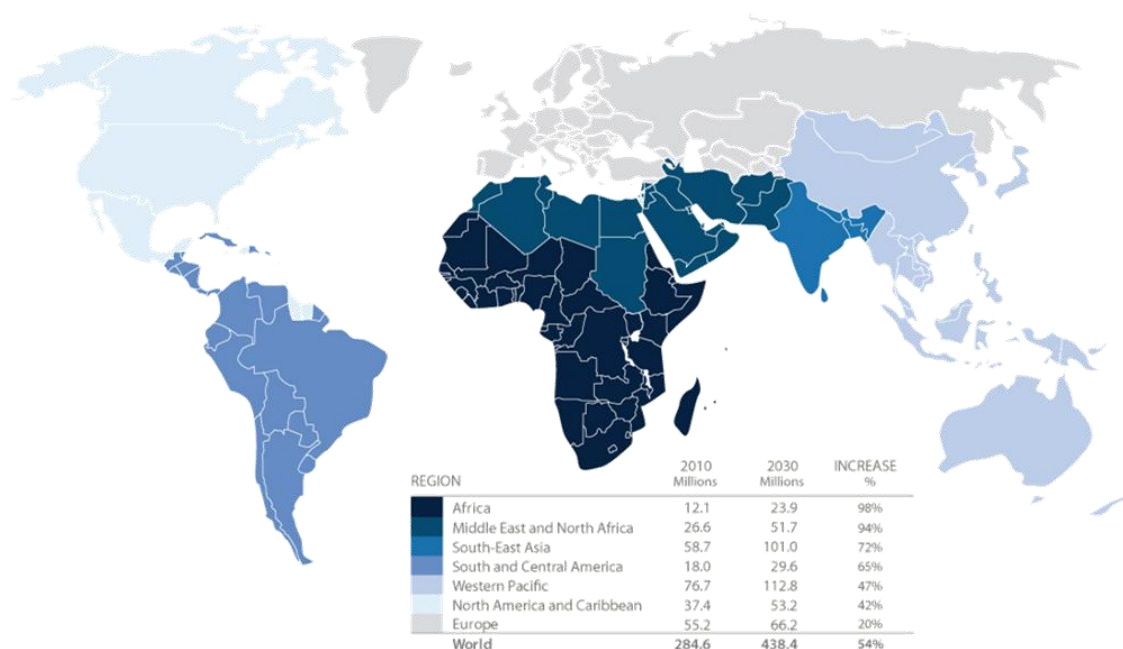 REGION 2010 Millions 2030 Millions INCREASE %
Africa 12.1 23.9 98%
Middle East and North Africa 26.6 51.7 94%
South-East Asia 58.7 101.0 72%
South and Central America 18.0 29.6 65%
Western Pacific 76.7 112.8 47%
North America and Caribbean 37.4 53.2 42%
Europe 55.2 66.2 20%
World 284.6 438.4 54%